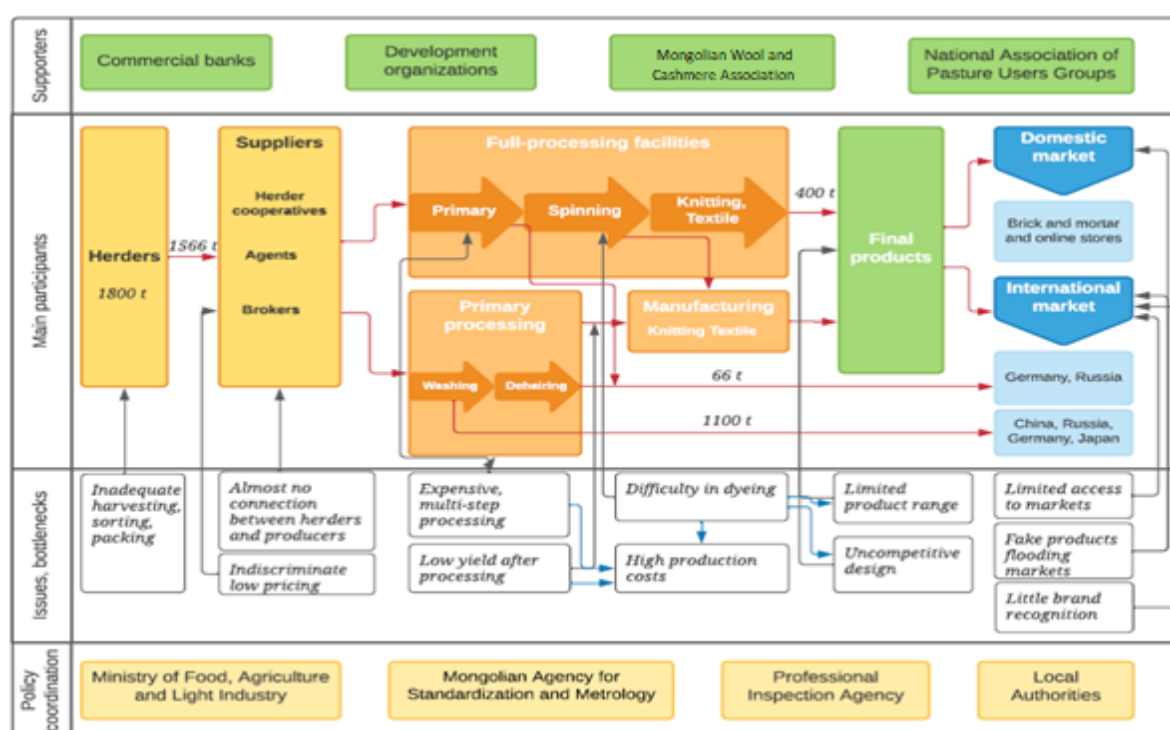 Supporters
Commercial banks
Development
organizations
Mongolian Wool and
Cashmere Association
National Association of
Pasture Users Groups
Main participants
Herders
1800 t
1566 t
Suppliers
Herder
cooperatives
Agents
Brokers
Full-processing facilities
Primary
Spinning
Knitting,
Textile
400 t
Primary
processing
Washing
Dehairing
Manufacturing
Knitting Textile
Final
products
Domestic
market
Brick and mortar
and online stores
International
market
66 t
Germany, Russia
1100 t
China, Russia,
Germany, Japan
Issues, bottlenecks
Inadequate
harvesting,
sorting,
packing
Almost no
connection
between herders
and producers
Indiscriminate
low pricing
Expensive,
multi-step
processing
Low yield after
processing
Difficulty in dyeing
High production
costs
Limited
product range
Uncompetitive
design
Limited access
to markets
Fake products
flooding
markets
Little brand
recognition
Policy
coordination
Ministry of Food, Agriculture
and Light Industry
Mongolian Agency for
Standardization and Metrology
Professional
Inspection Agency
Local
Authorities